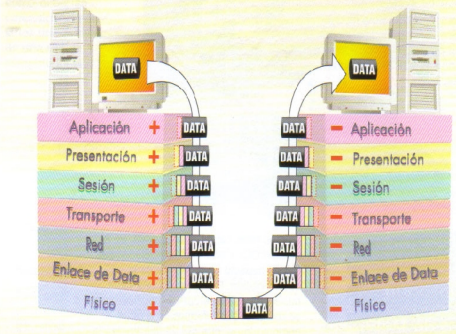 DATA DATA
Aplicación + DATA DATA - Aplicación
Presentación + DATA DATA - Presentación
Sesión + DATA DATA - Sesión
Transporte + DATA DATA - Transporte
Red + DATA DATA - Red
Enlace de Data + DATA DATA - Enlace de Data
Físico + DATA - Físico